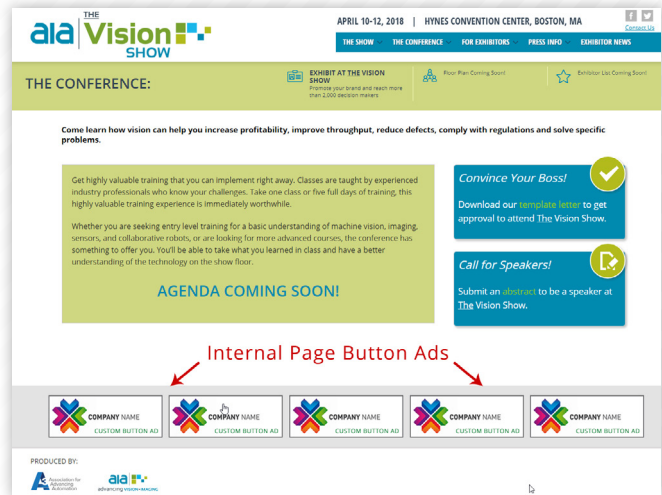 aia THE Vision SHOW
APRIL 10-12, 2018 | HYNES CONVENTION CENTER, BOSTON, MA
Contact Us
THE SHOW THE CONFERENCE FOR EXHIBITORS PRESS INFO EXHIBITOR NEWS
THE CONFERENCE:
EXHIBIT AT THE VISION
SHOW
Promote your brand and reach more
than 2,000 decision makers
Floor Plan Coming Soon!
Exhibitor List Coming Soon!
Come learn how vision can help you increase profitability, improve throughput, reduce defects, comply with regulations and solve specific
problems.
Get highly valuable training that you can implement right away. Classes are taught by experienced
industry professionals who know your challenges. Take one class or five full days of training, this
highly valuable training experience is immediately worthwhile.
Whether you are seeking entry level training for a basic understanding of machine vision, imaging,
sensors, and collaborative robots, or are looking for more advanced courses, the conference has
something to offer you. You'll be able to take what you learned in class and have a better
understanding of the technology on the show floor.
AGENDA COMING SOON!
Convince Your Boss!
Download our template letter to get
approval to attend The Vision Show.
Call for Speakers!
Submit an abstract to be a speaker at
The Vision Show.
Internal Page Button Ads
COMPANY NAME
CUSTOM BUTTON AD
COMPANY NAME
CUSTOM BUTTON AD
COMPANY NAME
CUSTOM BUTTON AD
COMPANY NAME
CUSTOM BUTTON AD
COMPANY NAME
CUSTOM BUTTON AD
PRODUCED BY:
Association for
Advancing
Automation
aia
advancing VISION+IMAGING